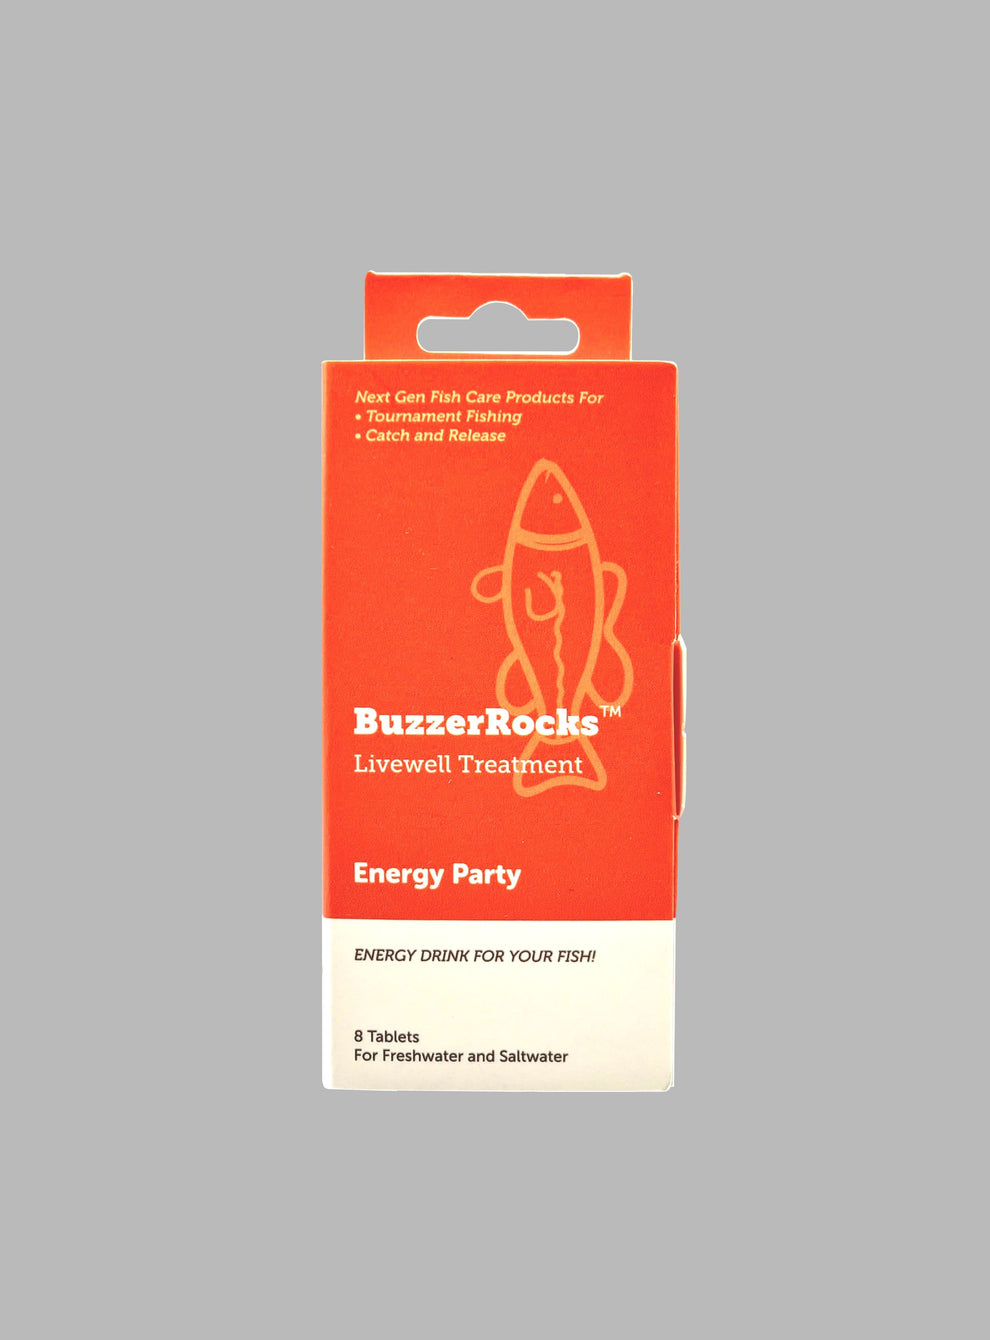 Next Gen Fish Care Products For
• Tournament Fishing
• Catch and Release
BuzzerRocks™
Livewell Treatment
Energy Party
ENERGY DRINK FOR YOUR FISH!
8 Tablets
For Freshwater and Saltwater